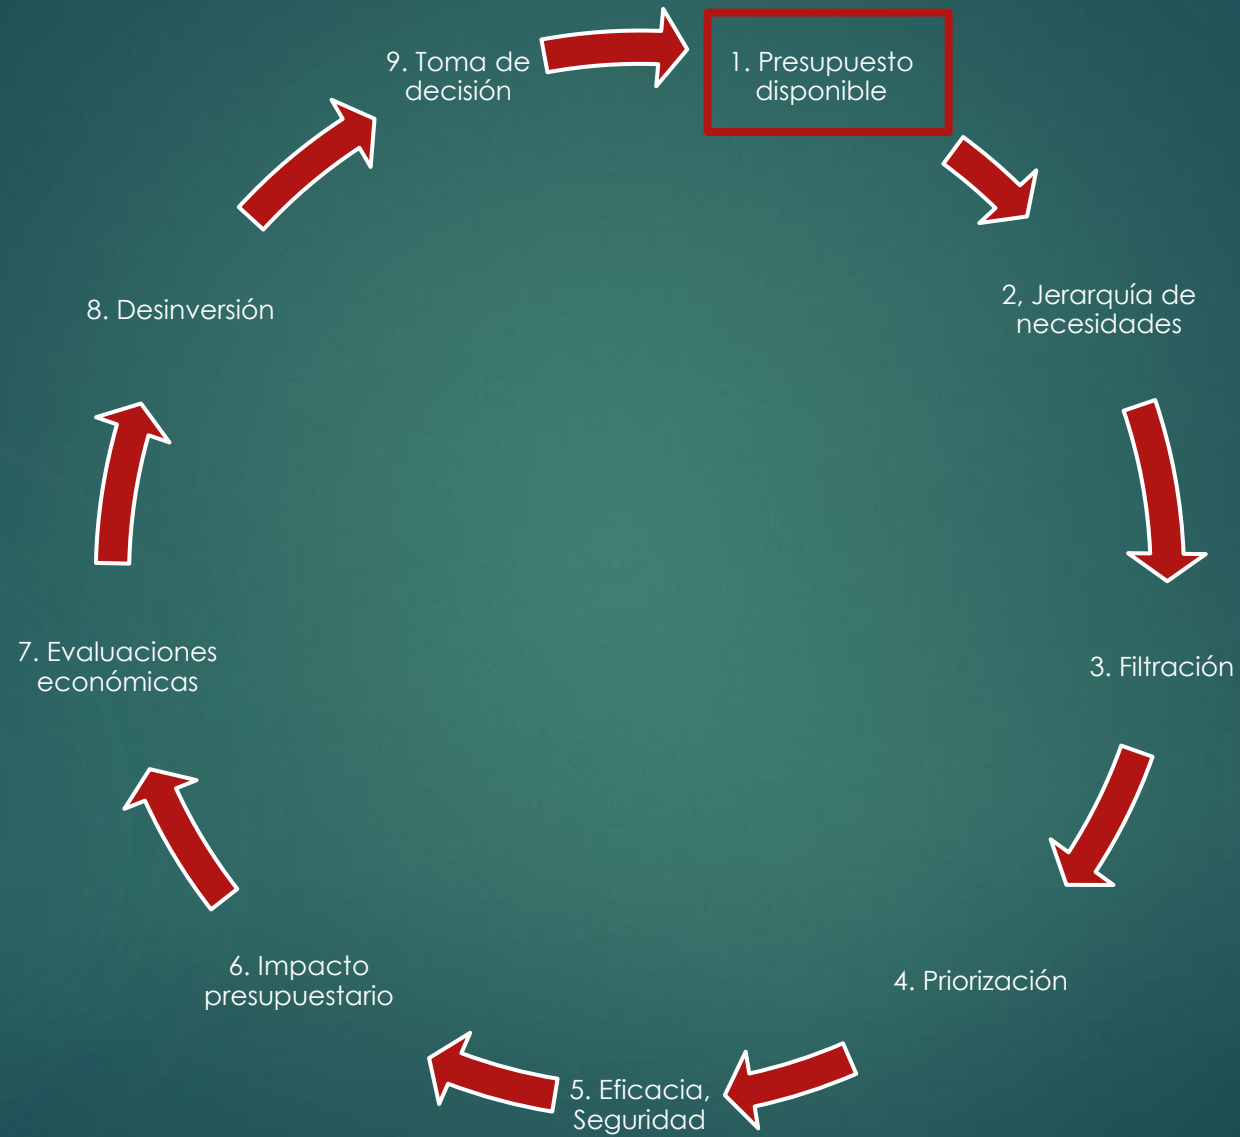 1. Presupuesto
disponible
2, Jerarquía de
necesidades
3. Filtración
4. Priorización
5. Eficacia,
Seguridad
6. Impacto
presupuestario
7. Evaluaciones
económicas
8. Desinversión
9. Toma de
decisión